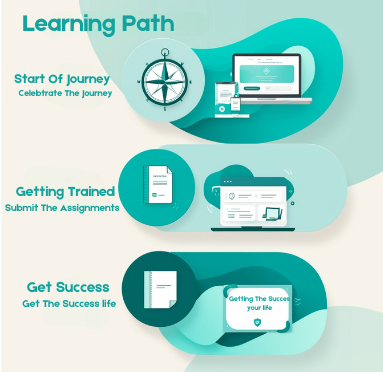 Learning Path
Start Of Journey
Celebtrate The Journey
Getting Trained
Submit The Assignments
Get Success
Get The Success life
Getting The Succes
your life